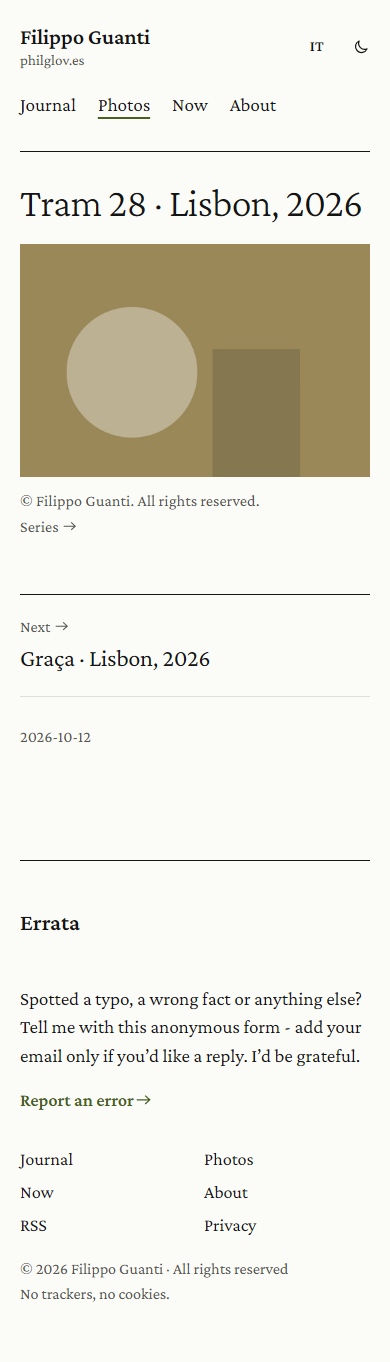 Filippo Guanti
philglov.es
IT
Journal Photos Now About
Tram 28 · Lisbon, 2026
© Filippo Guanti. All rights reserved.
Series →
Next →
Graça · Lisbon, 2026
2026-10-12
Errata
Spotted a typo, a wrong fact or anything else?
Tell me with this anonymous form - add your
email only if you’d like a reply. I’d be grateful.
Report an error →
Journal Photos
Now About
RSS Privacy
© 2026 Filippo Guanti · All rights reserved
No trackers, no cookies.